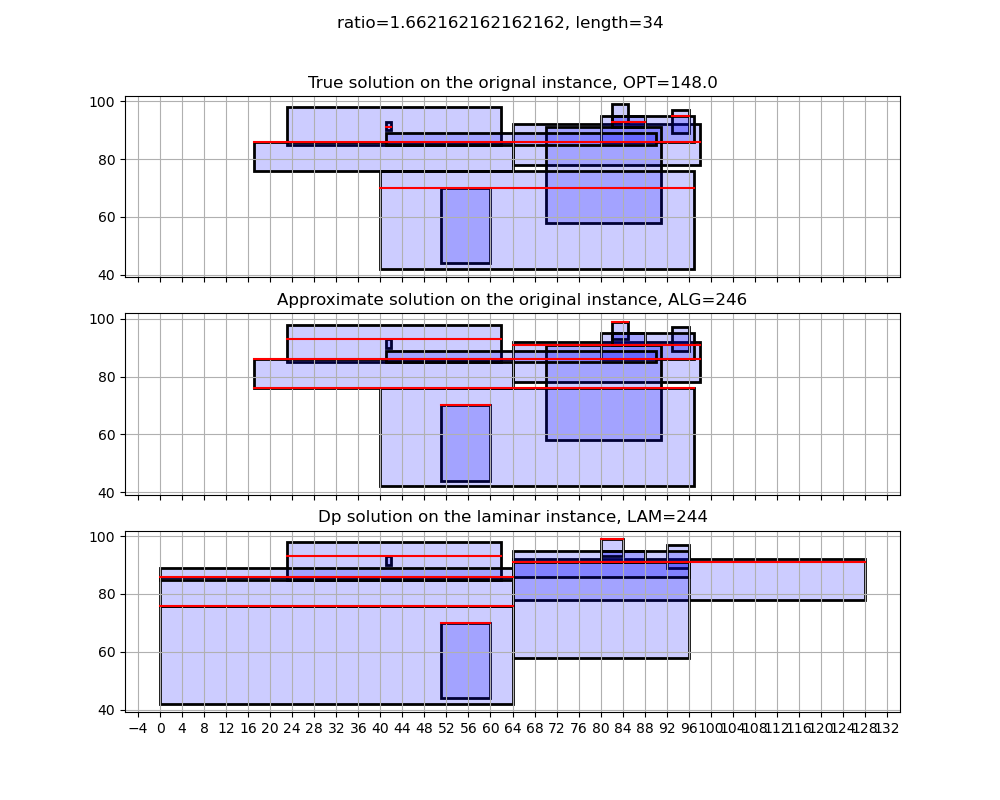 ratio=1.662162162162162, length=34
True solution on the orignal instance, OPT=148.0
100
80
60
40
Approximate solution on the original instance, ALG=246
100
80
60
40
Dp solution on the laminar instance, LAM=244
100
80
60
40
−4 0 4 8 12 16 20 24 28 32 36 40 44 48 52 56 60 64 68 72 76 80 84 88 92 96 100 104 108 112 116 120 124 128 132